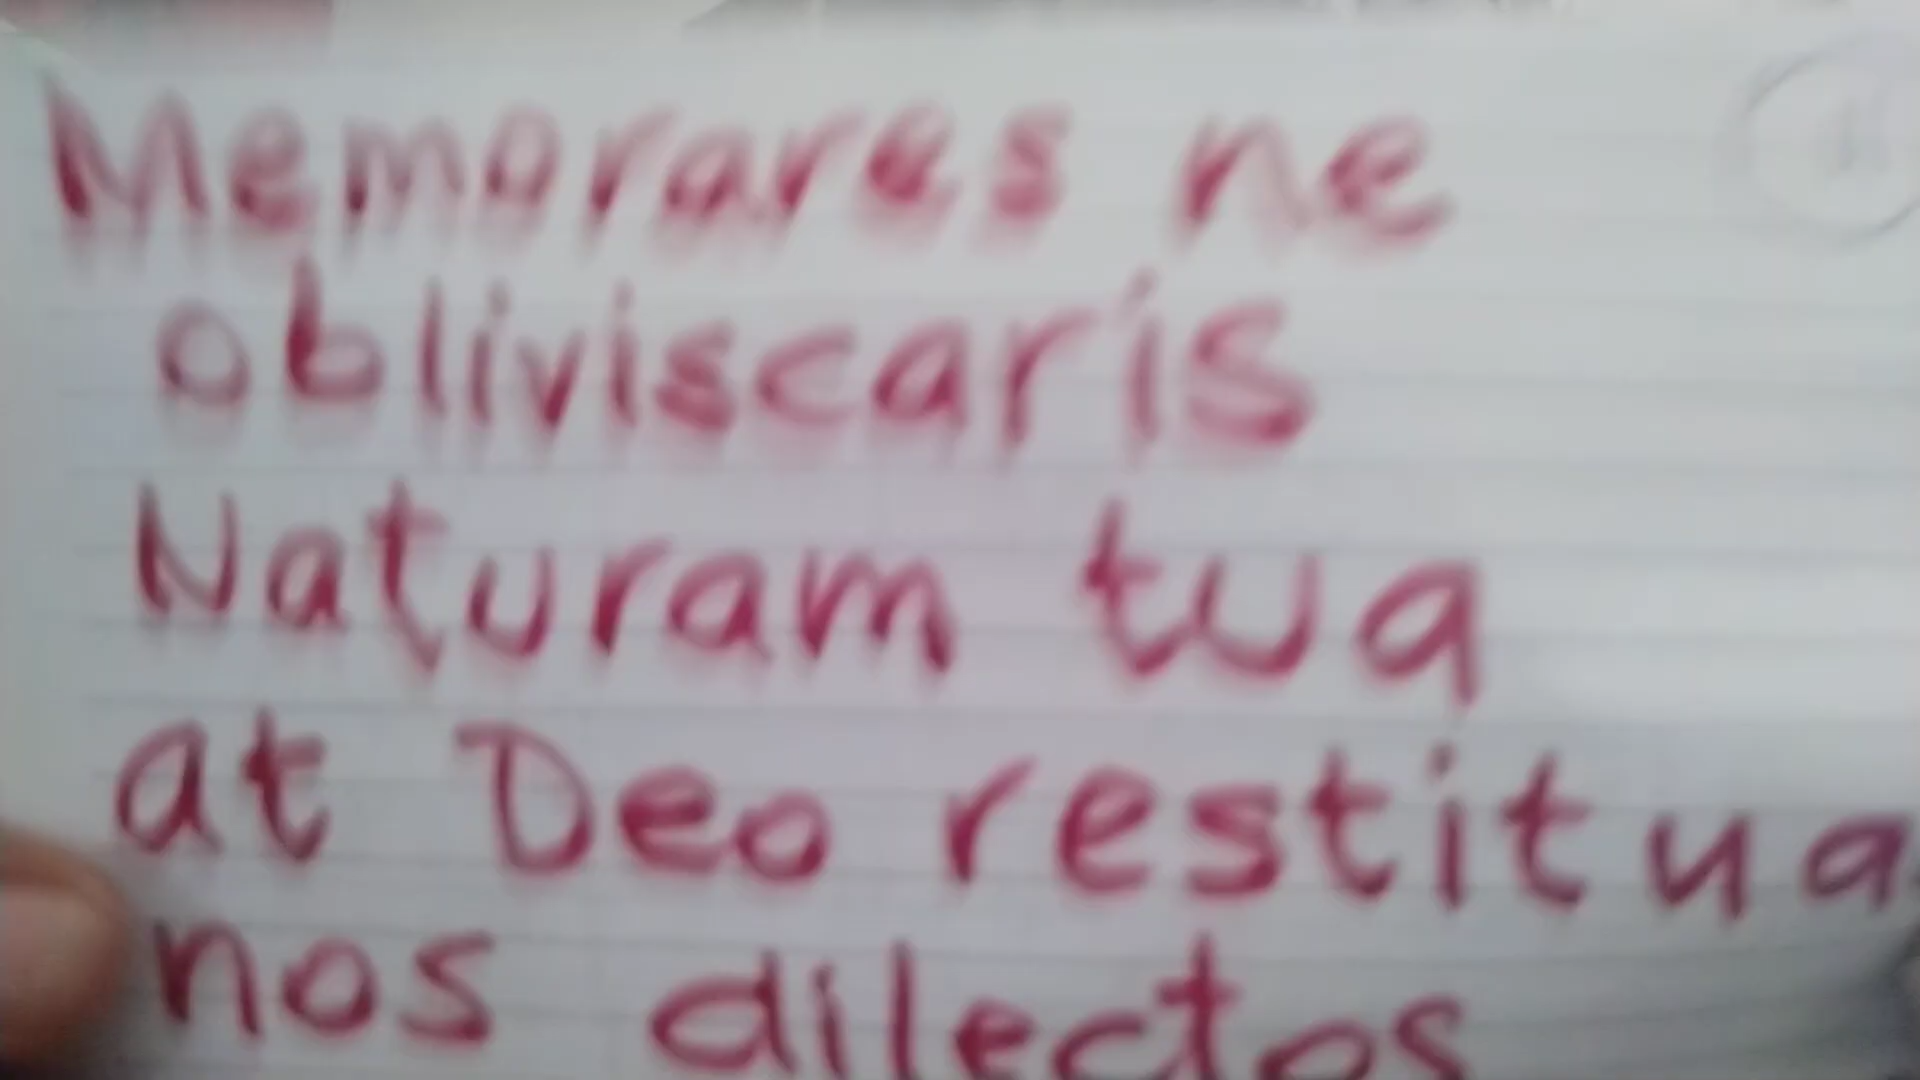 Memorares ne
obliviscaris
Naturam tua
at Deo restitua
nos dilectos